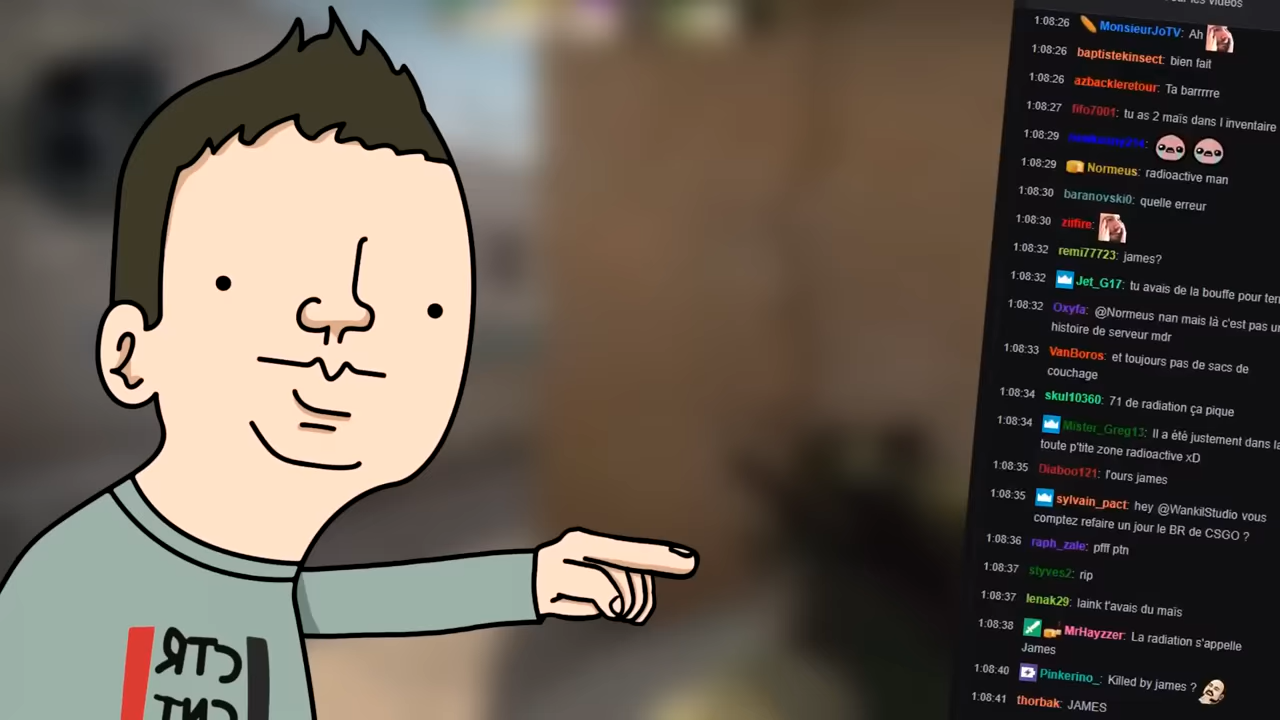 les vidéos
1:08:26 MonsieurJoTV: Ah
1:08:26 baptistekinsect: bien fait
1:08:26 azbackleretour: Ta barrrrre
1:08:27 fifo7001: tu as 2 maïs dans l inventaire
1:08:29
1:08:29 Normeus: radioactive man
1:08:30 baranovski0: quelle erreur
1:08:30 ziifire:
1:08:32 remi77723: james?
1:08:32 Jet_G17: tu avais de la bouffe pour
1:08:32 Oxyfa: @Normeus nan mais là c'est pas
histoire de serveur mdr
1:08:33 VanBoros: et toujours pas de sacs de
couchage
1:08:34 skul10360: 71 de radiation ça pique
1:08:34 Mister_Greg13: Il a été justement dans
toute p'tite zone radioactive xD
1:08:35 Diaboo121: l'ours james
1:08:35 sylvain_pact: hey @WankilStudio vous
comptez refaire un jour le BR de CSGO ?
1:08:36 raph_zale: pfff ptn
1:08:37 styves2: rip
1:08:37 lenak29: laink t'avais du maïs
1:08:38 MrHayzzer: La radiation s'appelle
James
1:08:40 Pinkerino_: Killed by james ?
1:08:41 thorbak: JAMES
CTR
CNT